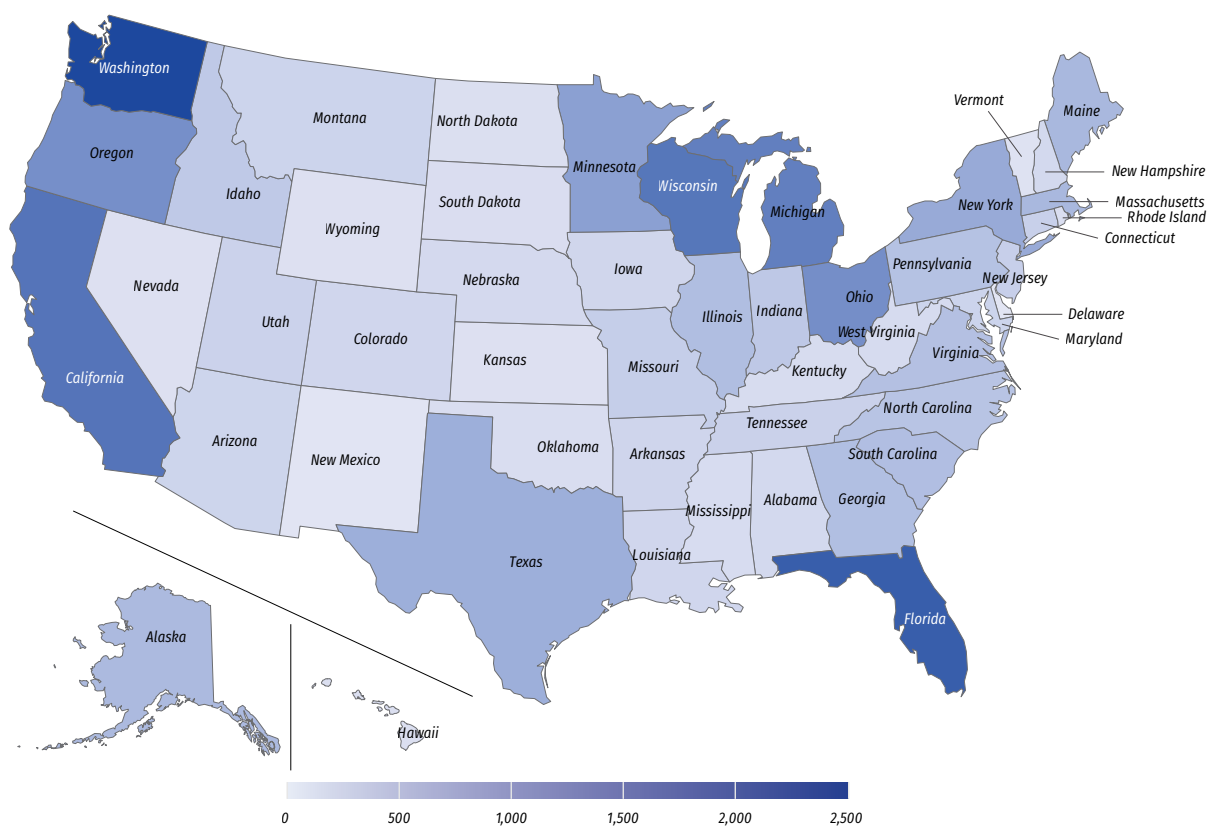 Washington
Oregon
California
Nevada
Idaho
Montana
Wyoming
Utah
Colorado
Arizona
New Mexico
North Dakota
South Dakota
Nebraska
Kansas
Oklahoma
Texas
Minnesota
Iowa
Missouri
Arkansas
Louisiana
Wisconsin
Michigan
Illinois
Indiana
Ohio
Kentucky
Tennessee
Mississippi
Alabama
Georgia
Florida
South Carolina
North Carolina
Virginia
West Virginia
Pennsylvania
New York
New Jersey
Vermont
Maine
New Hampshire
Massachusetts
Rhode Island
Connecticut
Delaware
Maryland
Alaska
Hawaii
0 500 1,000 1,500 2,000 2,500